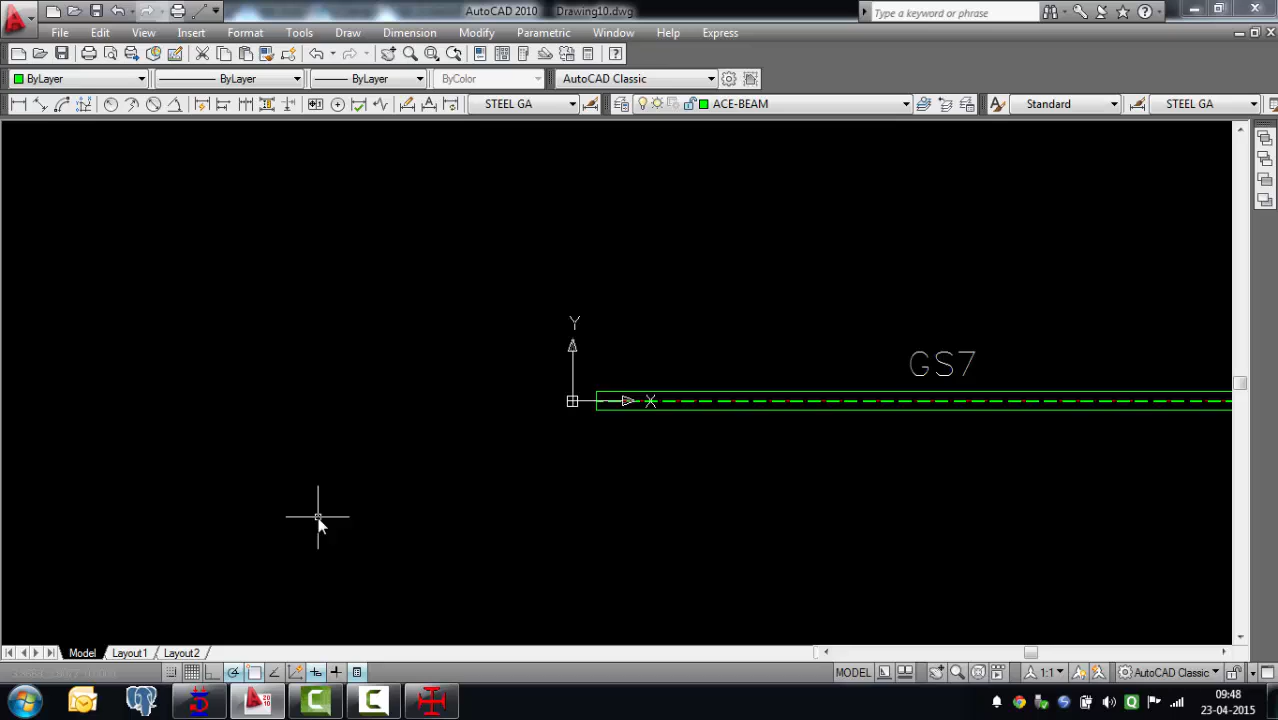 AutoCAD 2010 Drawing10.dwg
Type a keyword or phrase
File Edit View Insert Format Tools Draw Dimension Modify Parametric Window Help Express
ByLayer ByLayer ByLayer ByColor AutoCAD Classic
STEEL GA ACE-BEAM Standard STEEL GA
Y
GS7
X
Model Layout1 Layout2
MODEL 1:1 AutoCAD Classic
09:48
23-04-2015